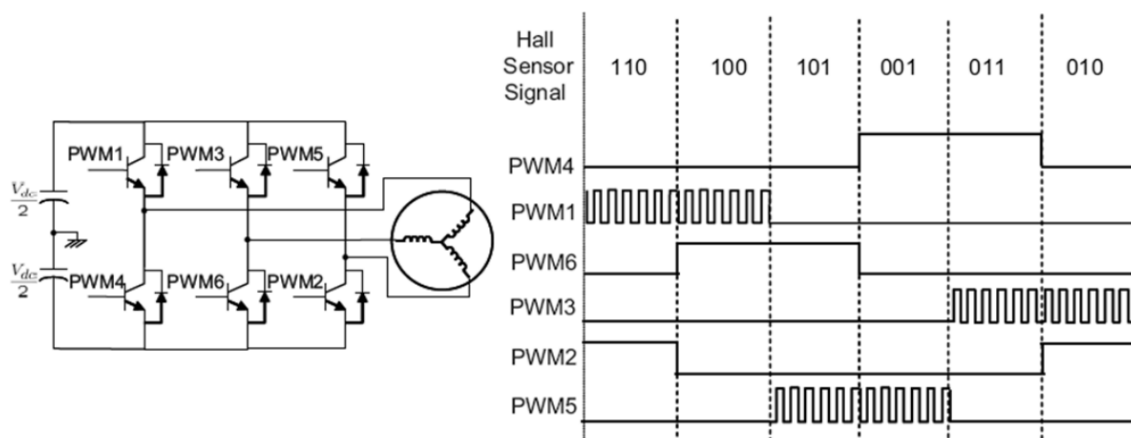 Hall
Sensor
Signal
110 100 101 001 011 010
PWM1 PWM3 PWM5
Vdc
2
Vdc
2
PWM4 PWM6 PWM2
PWM4
PWM1
PWM6
PWM3
PWM2
PWM5